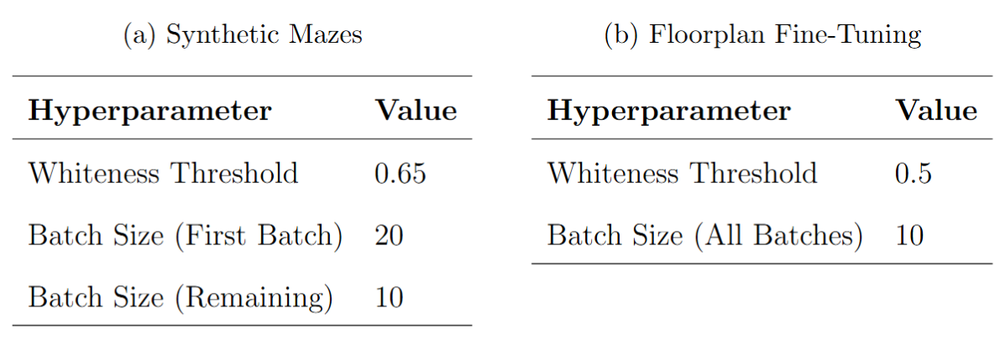 (a) Synthetic Mazes
Hyperparameter Value
Whiteness Threshold 0.65
Batch Size (First Batch) 20
Batch Size (Remaining) 10
(b) Floorplan Fine-Tuning
Hyperparameter Value
Whiteness Threshold 0.5
Batch Size (All Batches) 10